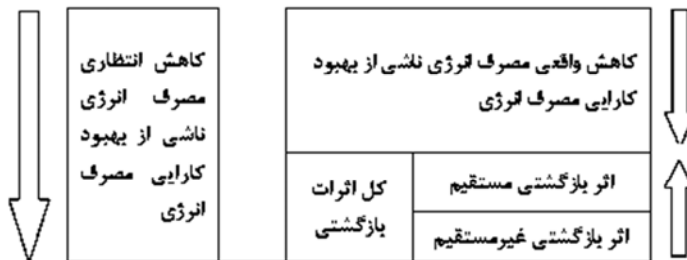 کاهش واقعی مصرف انرژی ناشی از بهبود
کارایی مصرف انرژی
اثر بازگشتی مستقیم
اثر بازگشتی غیرمستقیم
کل اثرات
بازگشتی
کاهش انتظاری
مصرف انرژی
ناشی از بهبود
کارایی مصرف
انرژی